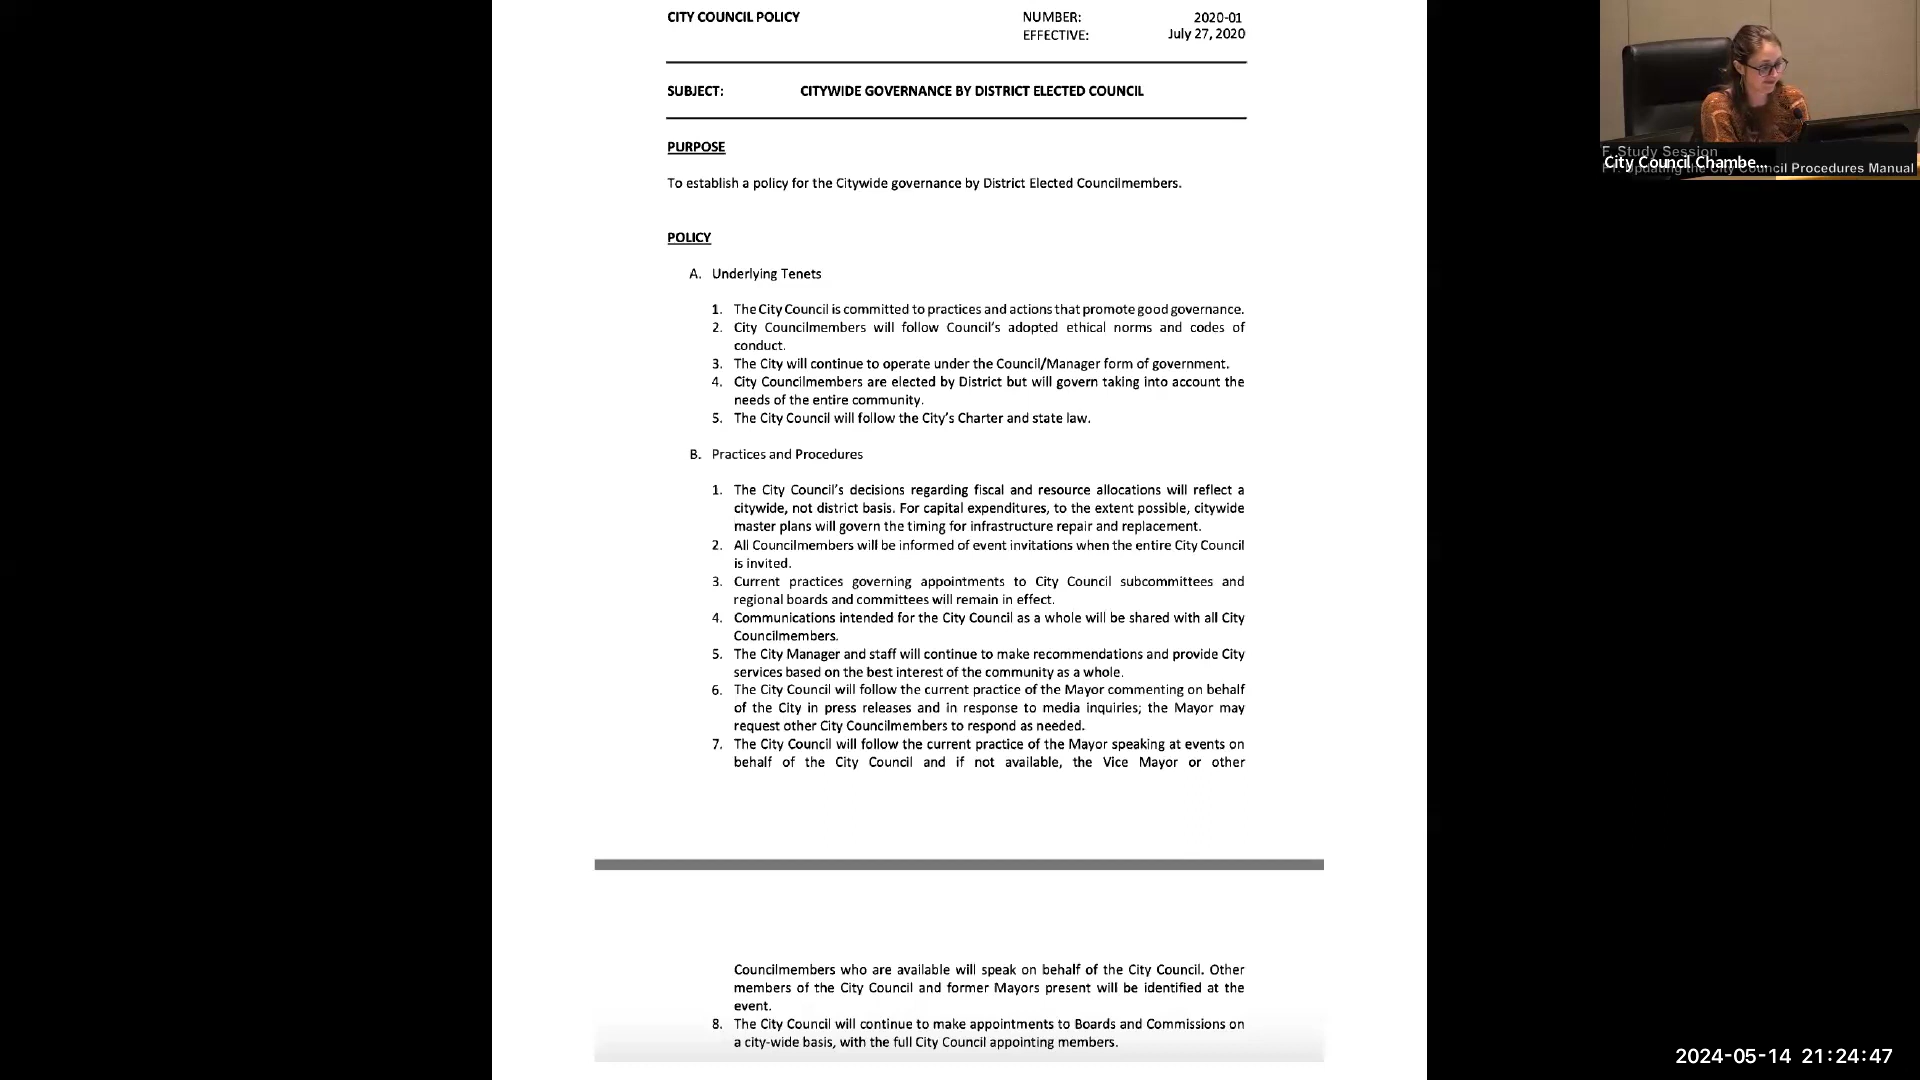 CITY COUNCIL POLICY
NUMBER: 2020-01
EFFECTIVE: July 27, 2020
SUBJECT: CITYWIDE GOVERNANCE BY DISTRICT ELECTED COUNCIL
PURPOSE
To establish a policy for the Citywide governance by District Elected Councilmembers.
POLICY
A. Underlying Tenets
1. The City Council is committed to practices and actions that promote good governance.
2. City Councilmembers will follow Council's adopted ethical norms and codes of
conduct.
3. The City will continue to operate under the Council/Manager form of government.
4. City Councilmembers are elected by District but will govern taking into account the
needs of the entire community.
5. The City Council will follow the City's Charter and state law.
B. Practices and Procedures
1. The City Council's decisions regarding fiscal and resource allocations will reflect a
citywide, not district basis. For capital expenditures, to the extent possible, citywide
master plans will govern the timing for infrastructure repair and replacement.
2. All Councilmembers will be informed of event invitations when the entire City Council
is invited.
3. Current practices governing appointments to City Council subcommittees and
regional boards and committees will remain in effect.
4. Communications intended for the City Council as a whole will be shared with all City
Councilmembers.
5. The City Manager and staff will continue to make recommendations and provide City
services based on the best interest of the community as a whole.
6. The City Council will follow the current practice of the Mayor commenting on behalf
of the City in press releases and in response to media inquiries; the Mayor may
request other City Councilmembers to respond as needed.
7. The City Council will follow the current practice of the Mayor speaking at events on
behalf of the City Council and if not available, the Vice Mayor or other
Councilmembers who are available will speak on behalf of the City Council. Other
members of the City Council and former Mayors present will be identified at the
event.
8. The City Council will continue to make appointments to Boards and Commissions on
a city-wide basis, with the full City Council appointing members.
F. Study Session
City Council Chambe...
Updating the City Council Procedures Manual
2024-05-14 21:24:47